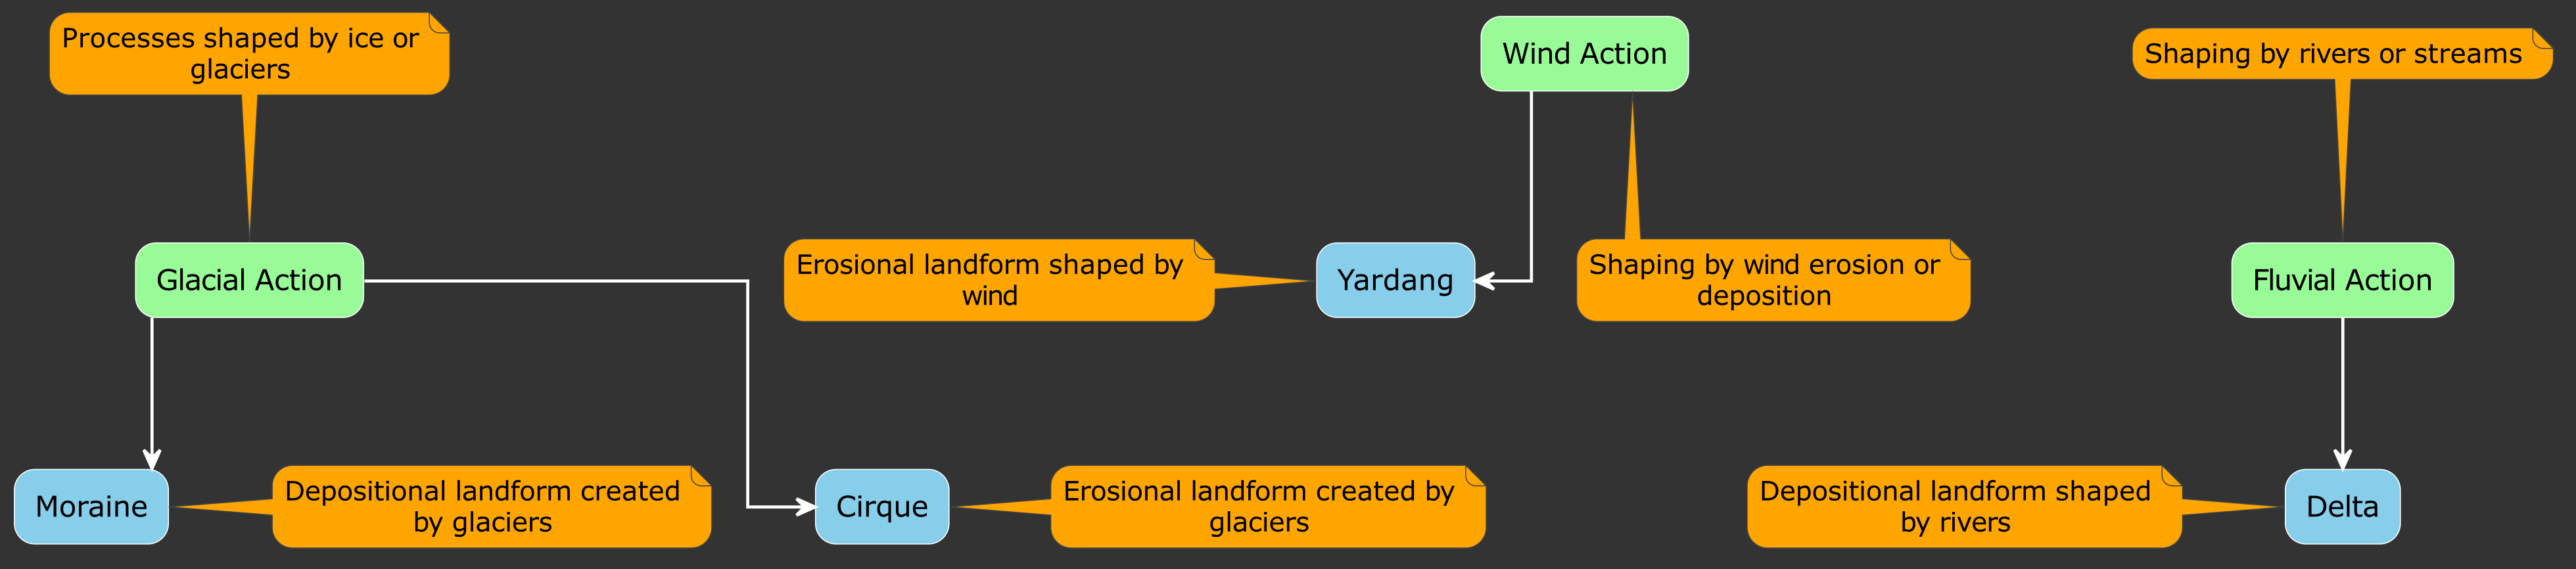 Processes shaped by ice or
glaciers
Wind Action
Shaping by rivers or streams
Glacial Action
Erosional landform shaped by
wind
Yardang
Shaping by wind erosion or
deposition
Fluvial Action
Moraine
Depositional landform created
by glaciers
Cirque
Erosional landform created by
glaciers
Depositional landform shaped
by rivers
Delta